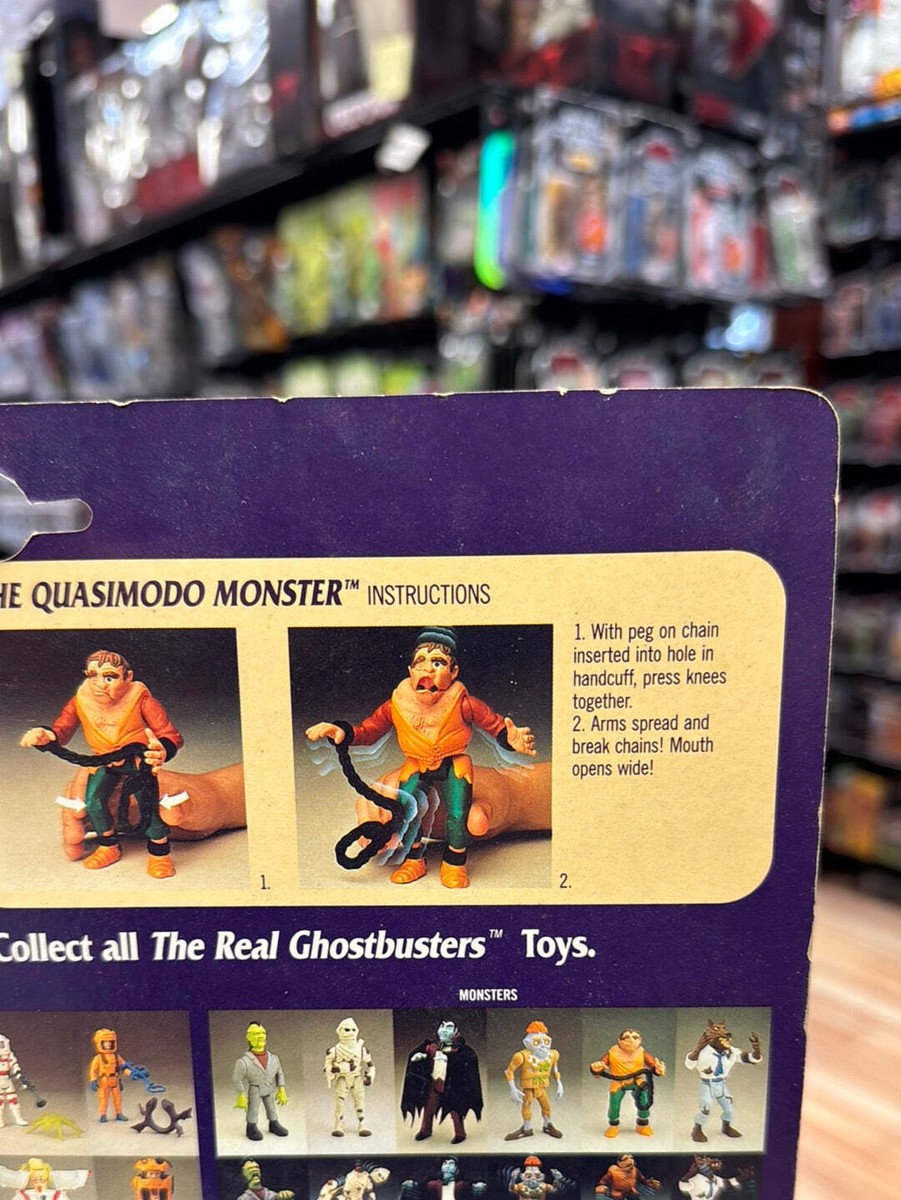 HE QUASIMODO MONSTER™ INSTRUCTIONS
1. With peg on chain
inserted into hole in
handcuff, press knees
together.
2. Arms spread and
break chains! Mouth
opens wide!
1.
2.
Collect all The Real Ghostbusters™ Toys.
MONSTERS